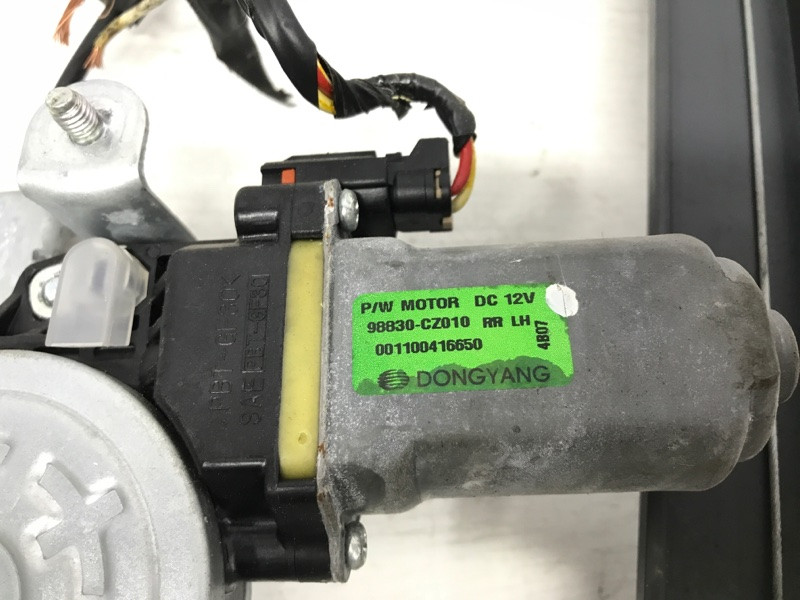 P/W MOTOR DC 12V
98830-CZ010 RR LH
001100416650
4B07
DONGYANG